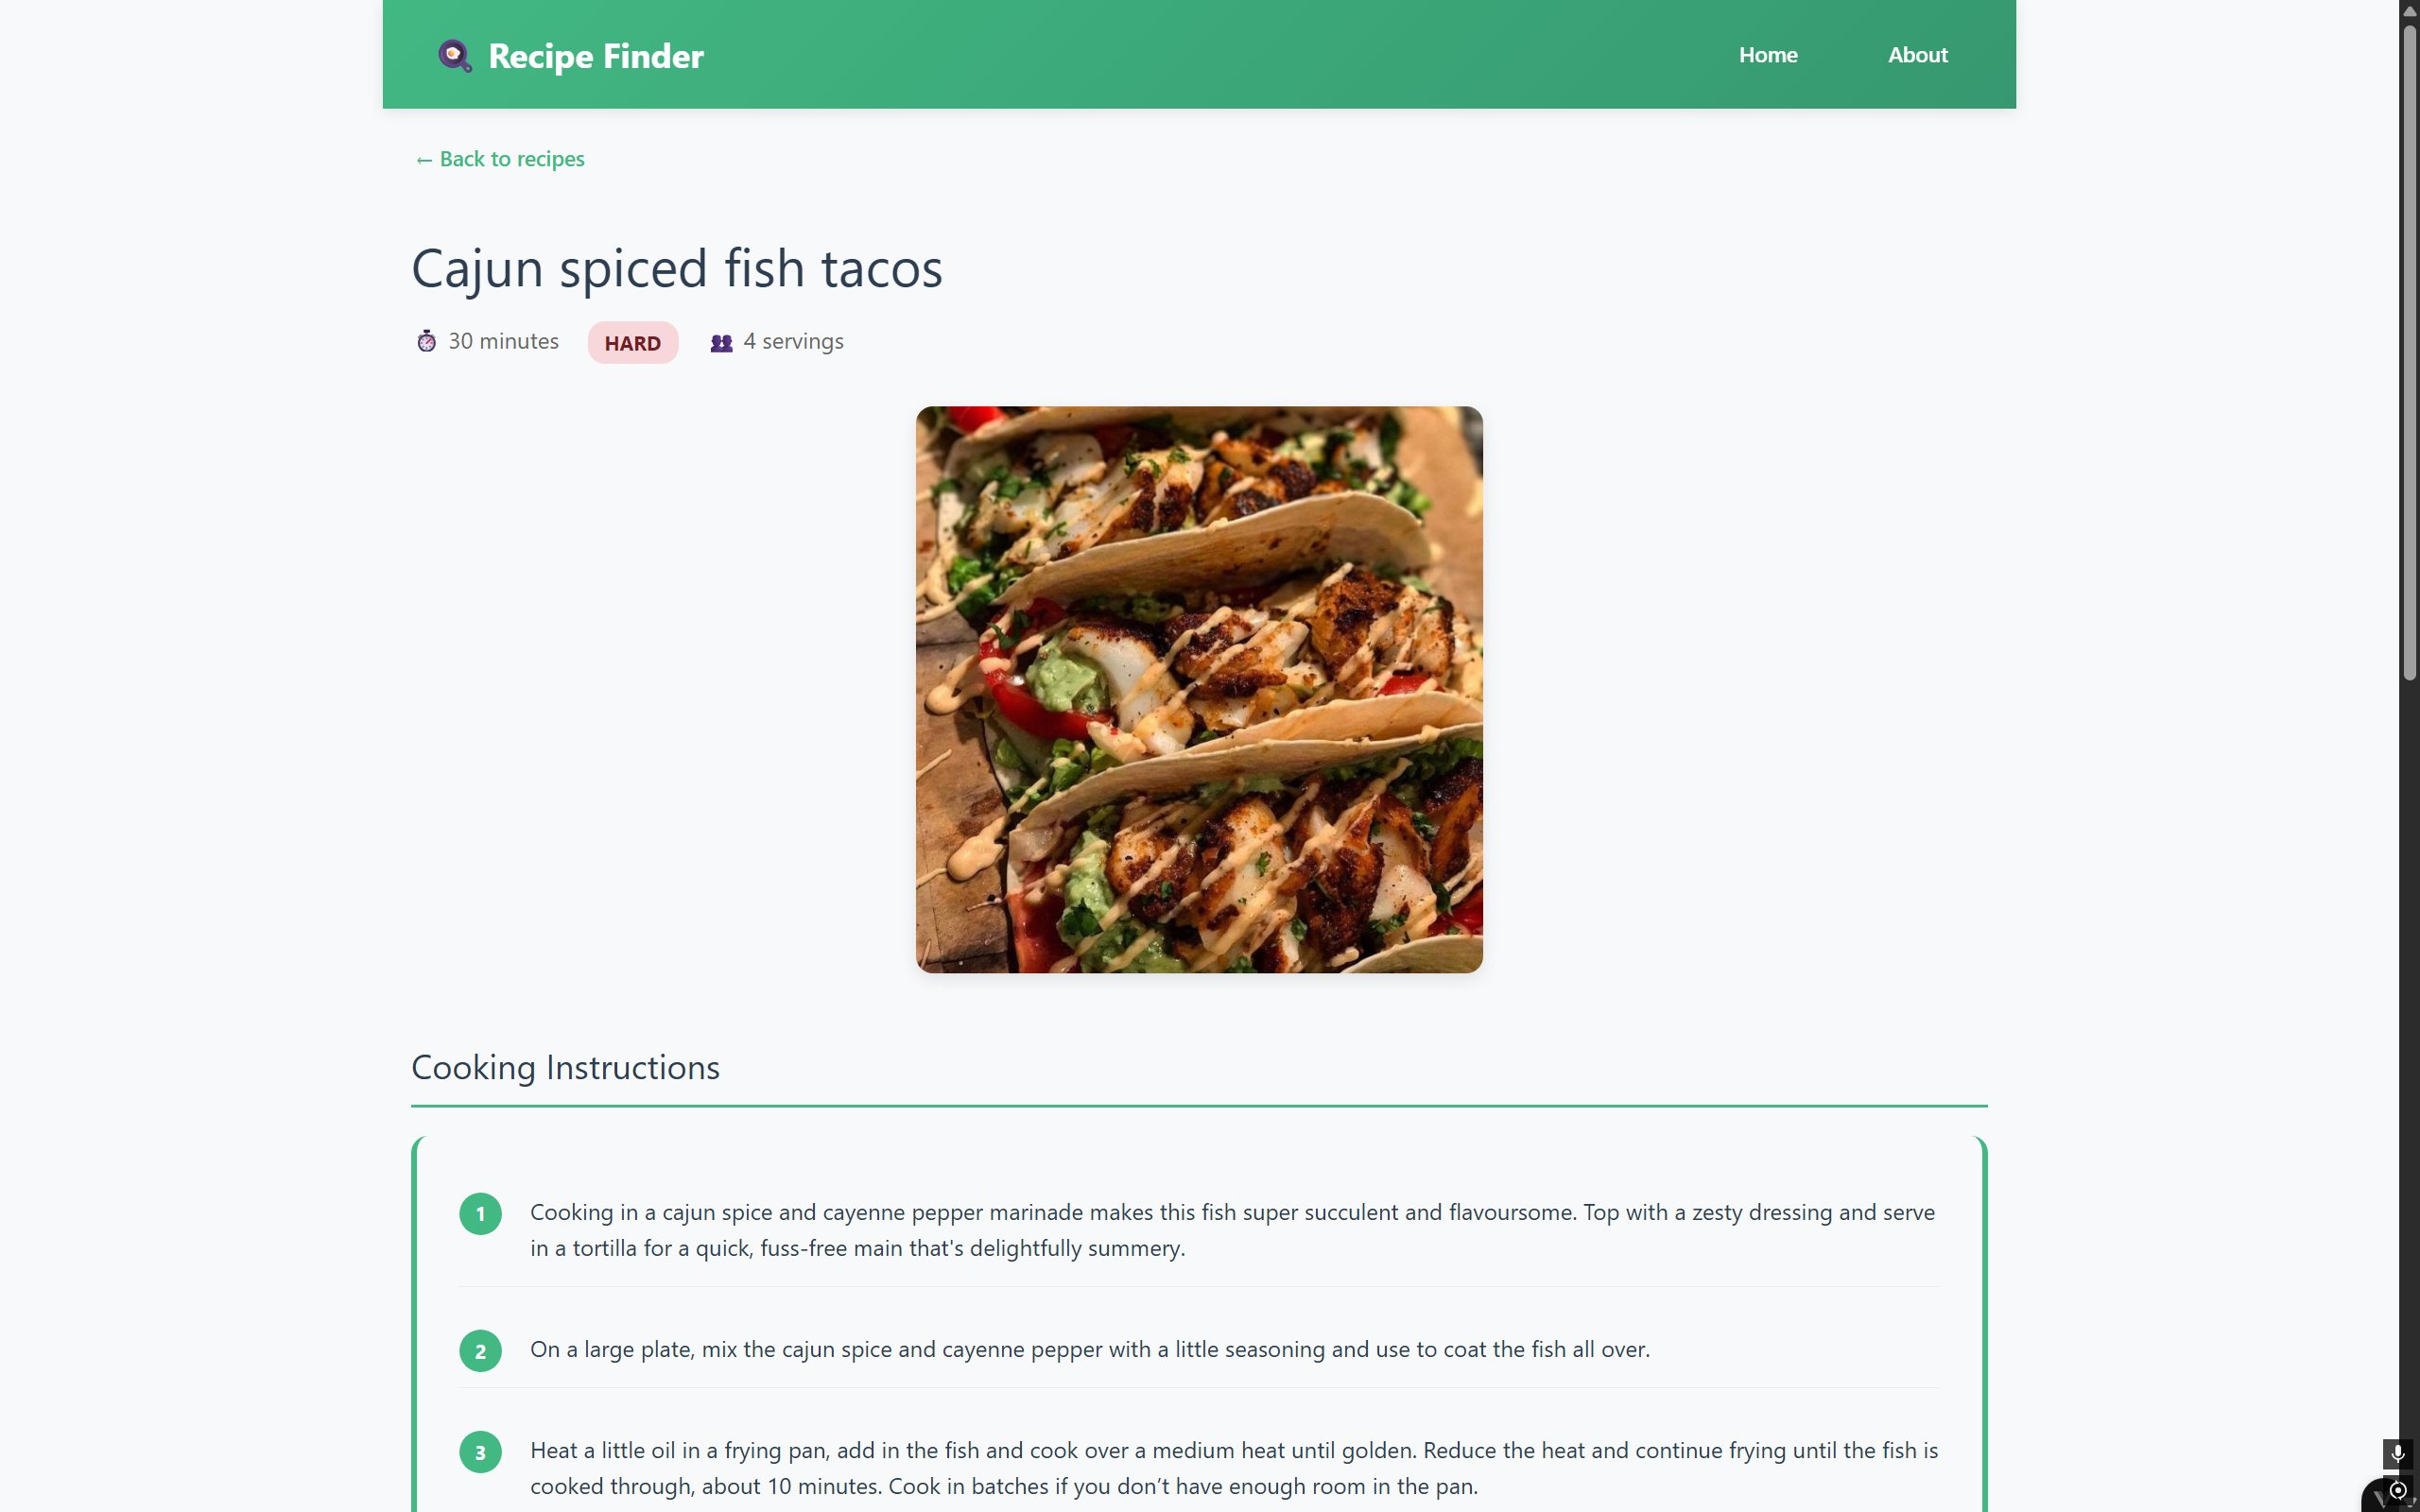 Recipe Finder
Home
About
← Back to recipes
Cajun spiced fish tacos
30 minutes
HARD
4 servings
Cooking Instructions
1
Cooking in a cajun spice and cayenne pepper marinade makes this fish super succulent and flavoursome. Top with a zesty dressing and serve
in a tortilla for a quick, fuss-free main that's delightfully summery.
2
On a large plate, mix the cajun spice and cayenne pepper with a little seasoning and use to coat the fish all over.
3
Heat a little oil in a frying pan, add in the fish and cook over a medium heat until golden. Reduce the heat and continue frying until the fish is
cooked through, about 10 minutes. Cook in batches if you don’t have enough room in the pan.